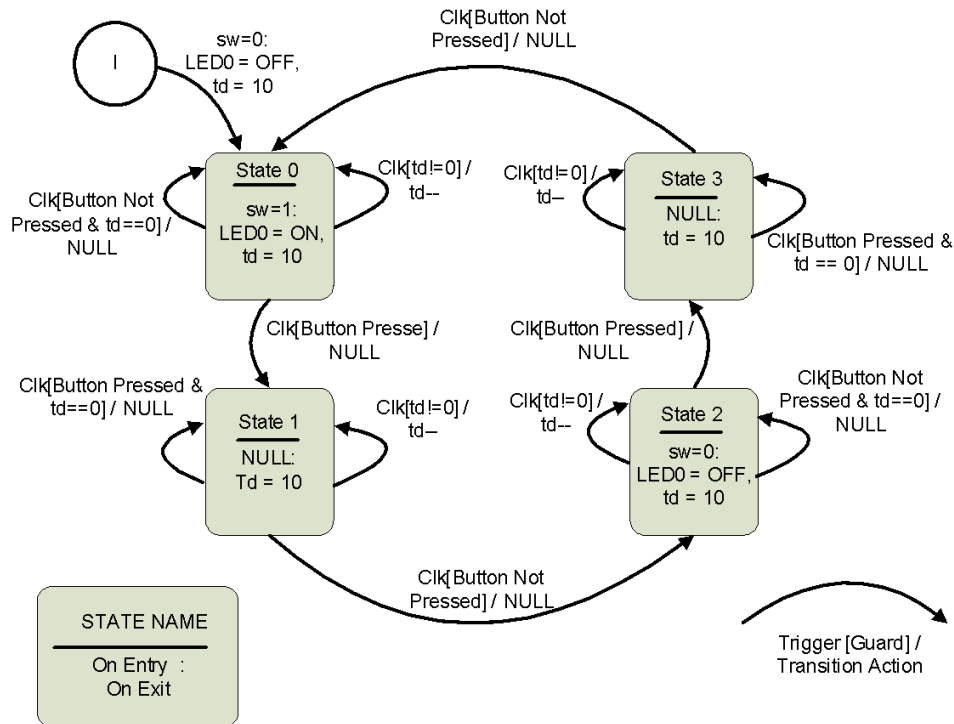 I
sw=0:
LED0 = OFF,
td = 10
Clk[Button Not
Pressed] / NULL
Clk[Button Not
Pressed & td==0] /
NULL
State 0
sw=1:
LED0 = ON,
td = 10
Clk[td!=0] /
td--
Clk[td!=0] /
td--
State 3
NULL:
td = 10
Clk[Button Pressed &
td == 0] / NULL
Clk[Button Presse] /
NULL
Clk[Button Pressed] /
NULL
Clk[Button Pressed &
td==0] / NULL
State 1
NULL:
Td = 10
Clk[td!=0] /
td--
Clk[td!=0] /
td--
State 2
sw=0:
LED0 = OFF,
td = 10
Clk[Button Not
Pressed & td==0] /
NULL
Clk[Button Not
Pressed] / NULL
STATE NAME
On Entry :
On Exit
Trigger [Guard] /
Transition Action